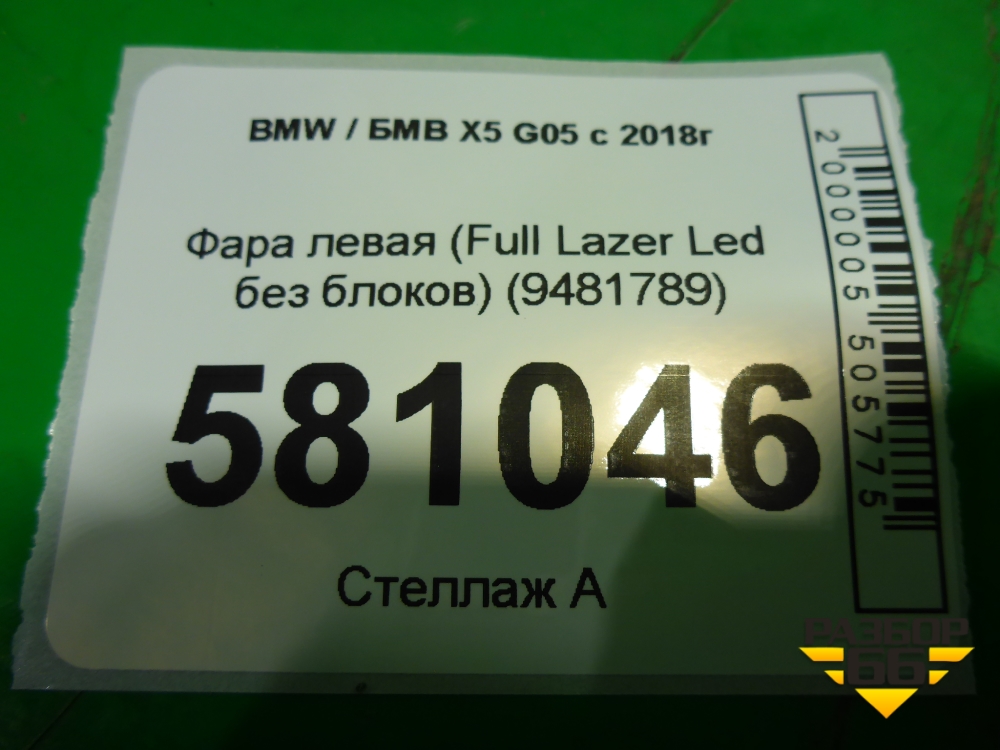 BMW / БМВ X5 G05 с 2018г
Фара левая (Full Lazer Led
без блоков) (9481789)
581046
Стеллаж А
2000005505775
РАЗБОР
66